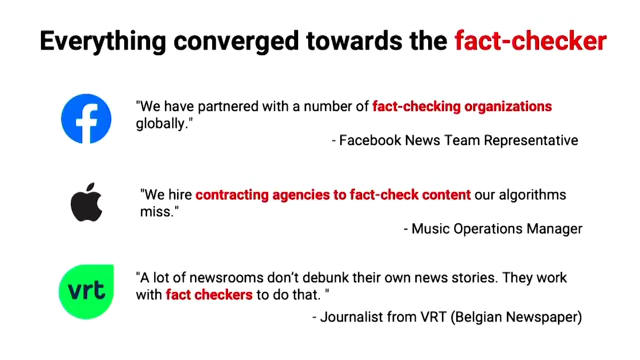 Everything converged towards the fact-checker
"We have partnered with a number of fact-checking organizations
globally."
- Facebook News Team Representative
"We hire contracting agencies to fact-check content our algorithms
miss."
- Music Operations Manager
vrt
"A lot of newsrooms don’t debunk their own news stories. They work
with fact checkers to do that. "
- Journalist from VRT (Belgian Newspaper)